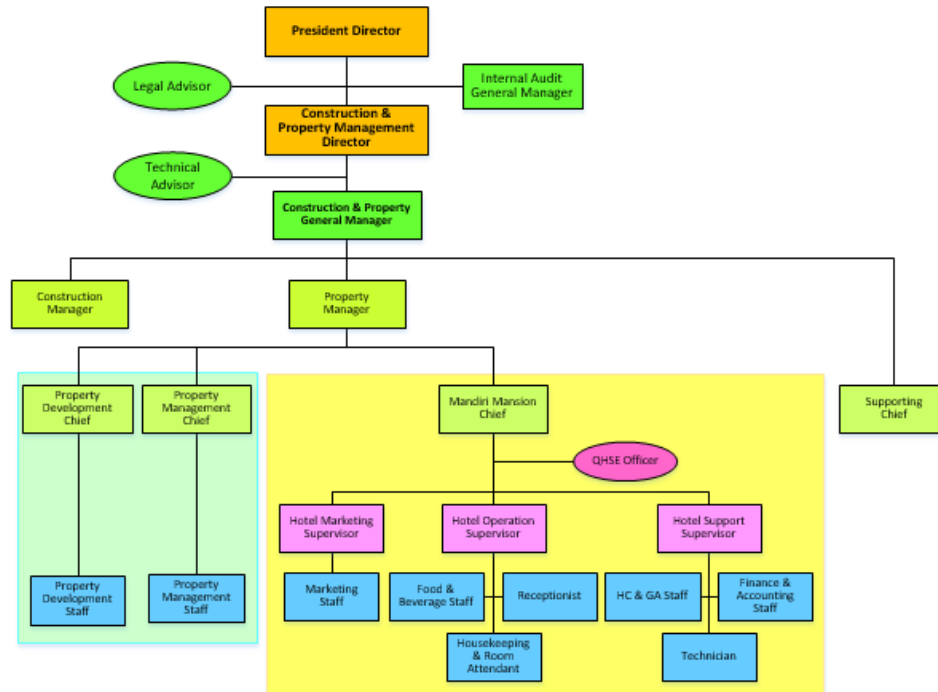 President Director
Legal Advisor
Internal Audit
General Manager
Construction &
Property Management
Director
Technical
Advisor
Construction & Property
General Manager
Construction
Manager
Property
Manager
Property
Development
Chief
Property
Management
Chief
Mandiri Mansion
Chief
Supporting
Chief
QHSE Officer
Hotel Marketing
Supervisor
Hotel Operation
Supervisor
Hotel Support
Supervisor
Property
Development
Staff
Property
Management
Staff
Marketing
Staff
Food &
Beverage Staff
Receptionist
HC & GA Staff
Finance &
Accounting
Staff
Housekeeping
& Room
Attendant
Technician